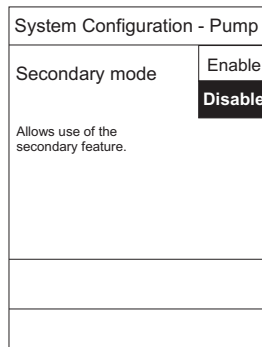 System Configuration - Pump
Secondary mode
Enable
Disable
Allows use of the
secondary feature.